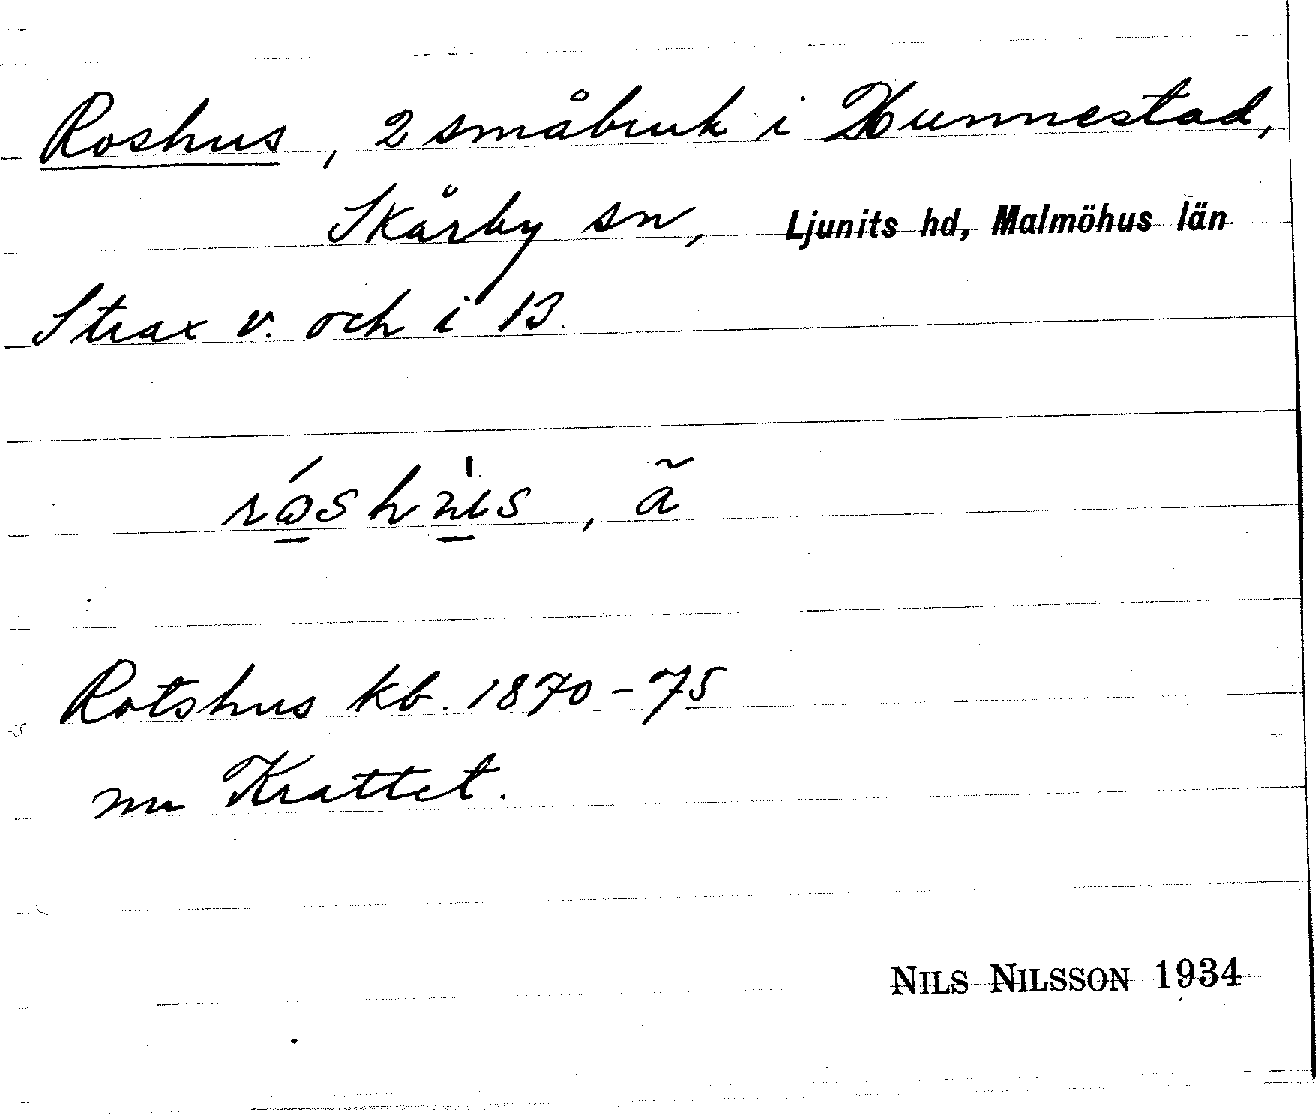 Roshus, 2 småbruk i Hunnestad,
Skårby sn, Ljunits hd, Malmöhus län
Strax v. och i 13.
Rotshus kb. 1870-75
nu Krattet.
NILS NILSSON 1934